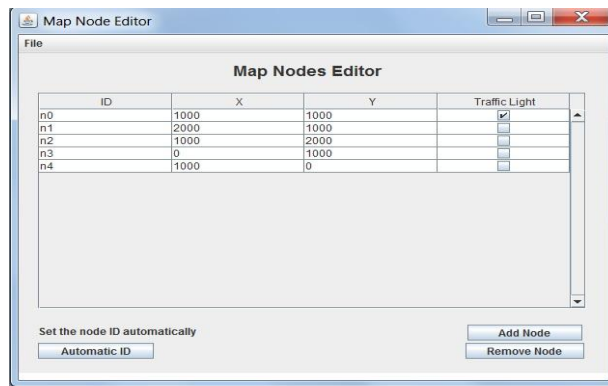 Map Node Editor
File
Map Nodes Editor
ID X Y Traffic Light
n0 1000 1000
n1 2000 1000
n2 1000 2000
n3 0 1000
n4 1000 0
Set the node ID automatically
Add Node
Automatic ID Remove Node